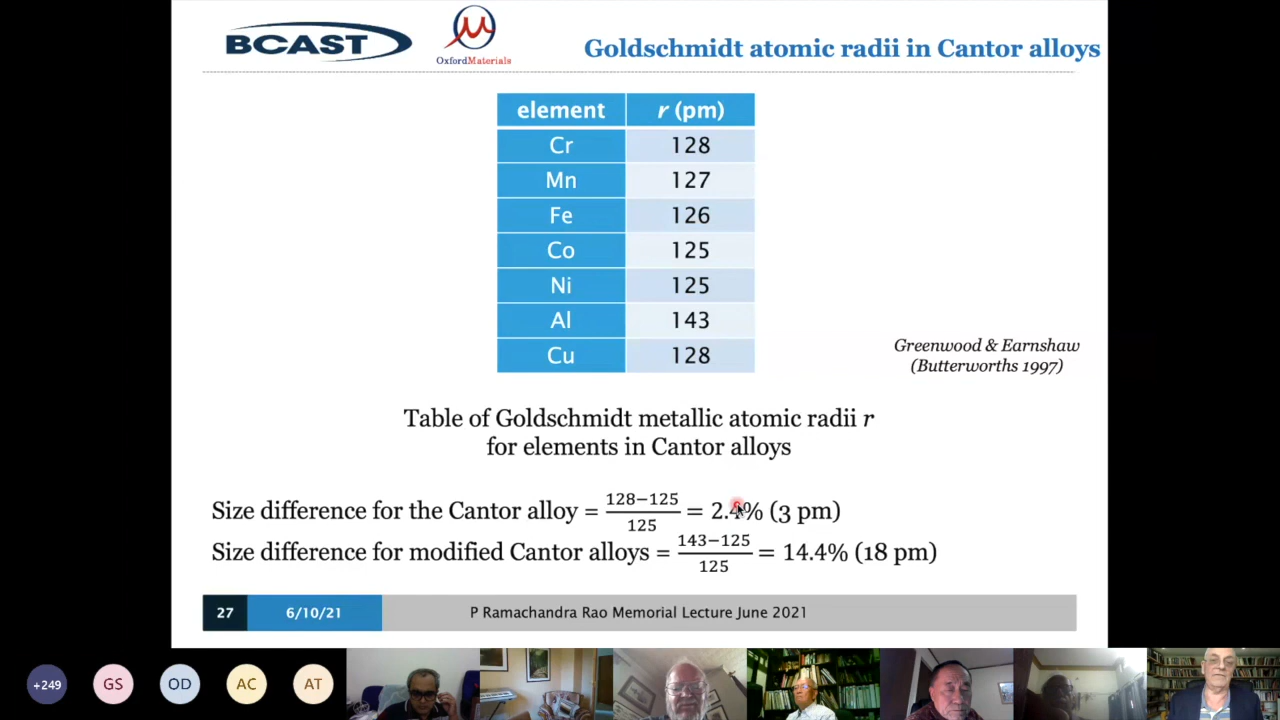 BCAST
OxfordMaterials
Goldschmidt atomic radii in Cantor alloys
element r (pm)
Cr 128
Mn 127
Fe 126
Co 125
Ni 125
Al 143
Cu 128
Greenwood & Earnshaw
(Butterworths 1997)
Table of Goldschmidt metallic atomic radii r
for elements in Cantor alloys
Size difference for the Cantor alloy = 128−125/125 = 2.4% (3 pm)
Size difference for modified Cantor alloys = 143−125/125 = 14.4% (18 pm)
27 6/10/21 P Ramachandra Rao Memorial Lecture June 2021
+249 GS OD AC AT